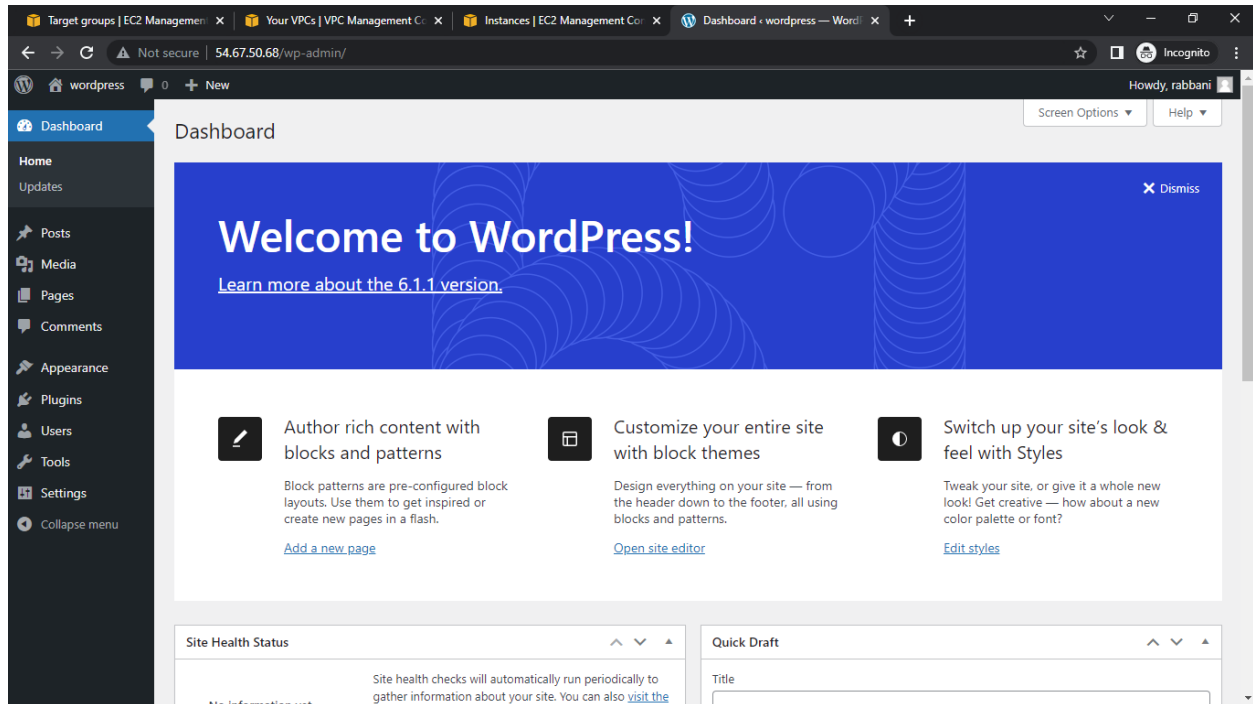 Target groups | EC2 Management
Your VPCs | VPC Management Co
Instances | EC2 Management Con
Dashboard ‹ wordpress — WordP
Not secure | 54.67.50.68/wp-admin/
Incognito
wordpress 0 + New
Howdy, rabbani
Screen Options ▼
Help ▼
Dashboard
Home
Updates
Posts
Media
Pages
Comments
Appearance
Plugins
Users
Tools
Settings
Collapse menu
Dashboard
Dismiss
Welcome to WordPress!
Learn more about the 6.1.1 version.
Author rich content with
blocks and patterns
Block patterns are pre-configured block
layouts. Use them to get inspired or
create new pages in a flash.
Add a new page
Customize your entire site
with block themes
Design everything on your site — from
the header down to the footer, all using
blocks and patterns.
Open site editor
Switch up your site's look &
feel with Styles
Tweak your site, or give it a whole new
look! Get creative — how about a new
color palette or font?
Edit styles
Site Health Status
Site health checks will automatically run periodically to
gather information about your site. You can also visit the
No information yet
Quick Draft
Title